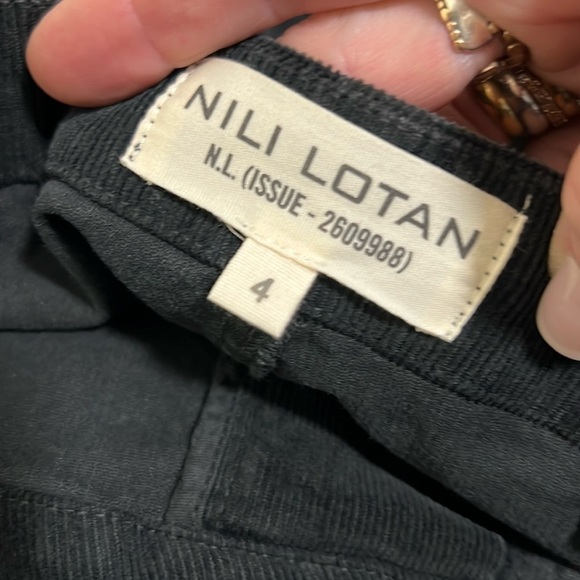 NILI LOTAN
N.L. (ISSUE - 2609988)
4